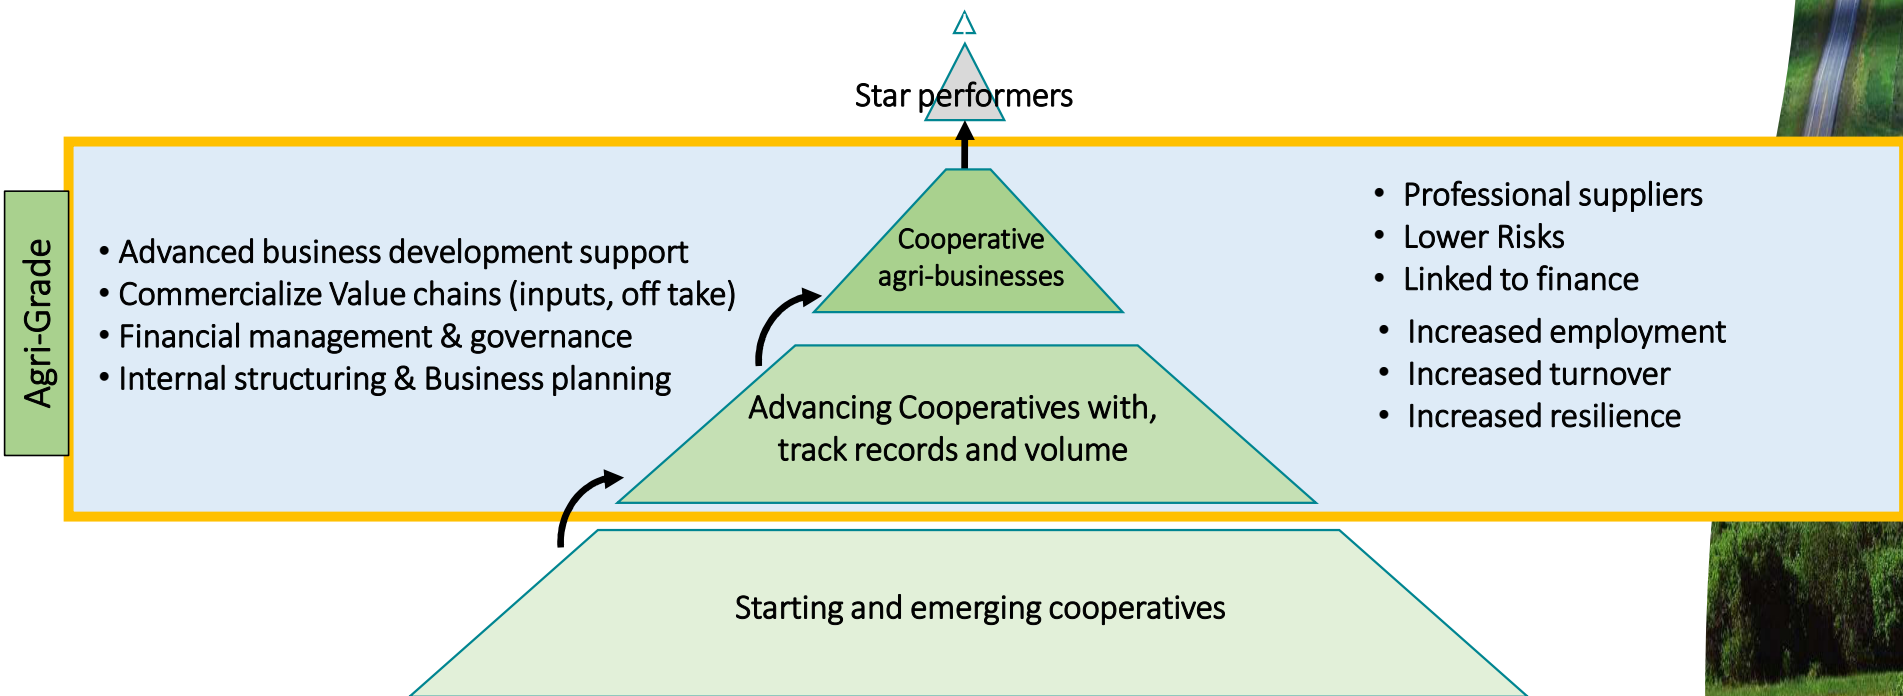 Star performers
Agri-Grade
• Advanced business development support
• Commercialize Value chains (inputs, off take)
• Financial management & governance
• Internal structuring & Business planning
Cooperative
agri-businesses
Advancing Cooperatives with,
track records and volume
Starting and emerging cooperatives
• Professional suppliers
• Lower Risks
• Linked to finance
• Increased employment
• Increased turnover
• Increased resilience